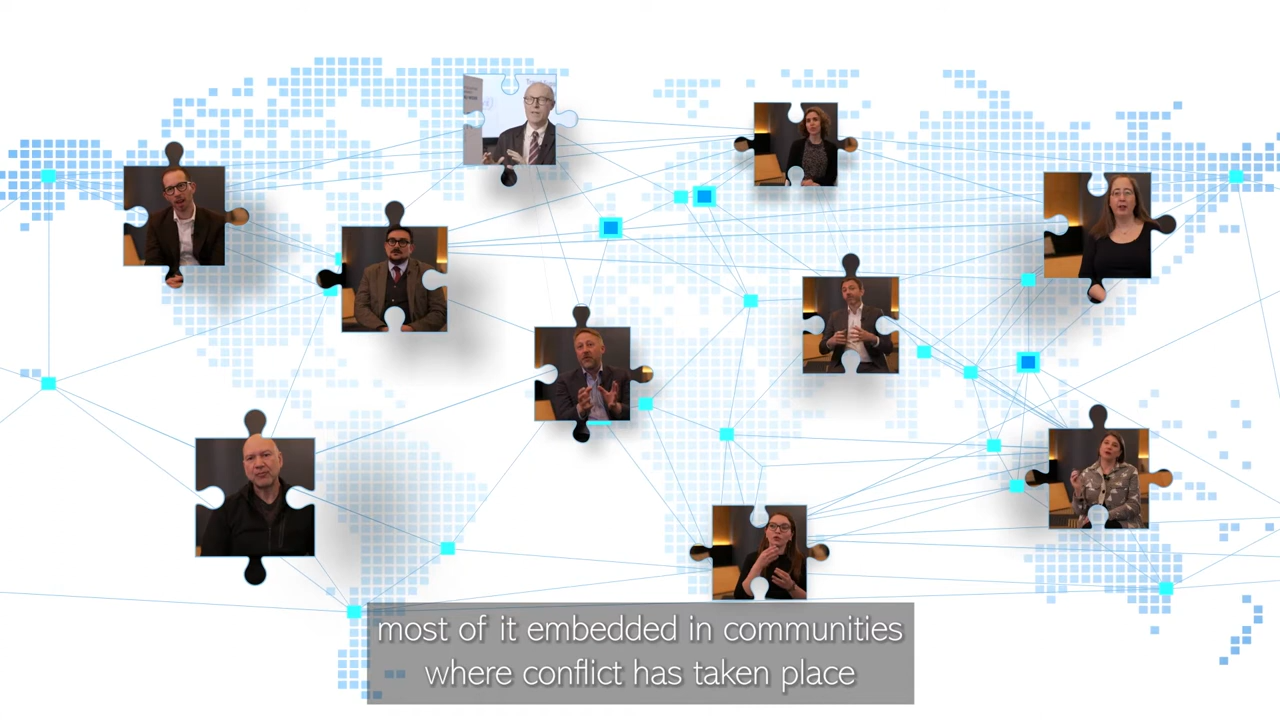 most of it embedded in communities
where conflict has taken place